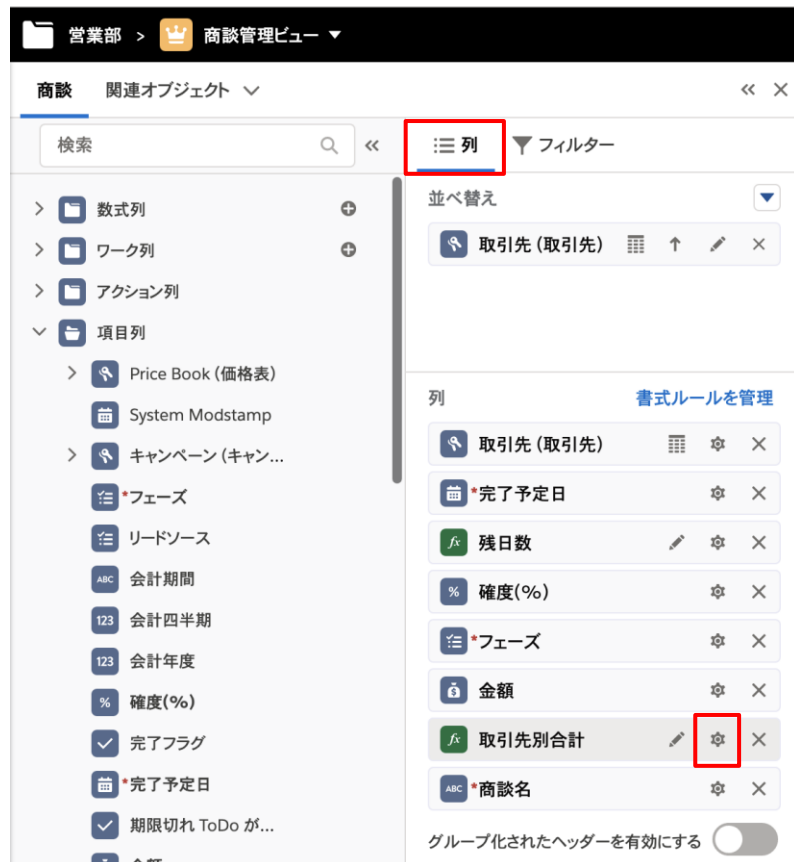 営業部 > 商談管理ビュー ▼
商談 関連オブジェクト
検索
列 フィルター
並べ替え
取引先 (取引先)
数式列
ワーク列
アクション列
項目列
Price Book (価格表)
System Modstamp
キャンペーン (キャン...
*フェーズ
リードソース
ABC 会計期間
123 会計四半期
123 会計年度
% 確度(%)
完了フラグ
*完了予定日
期限切れ ToDo が...
列 書式ルールを管理
取引先 (取引先)
*完了予定日
fx 残日数
% 確度(%)
*フェーズ
金額
fx 取引先別合計
ABC *商談名
グループ化されたヘッダーを有効にする